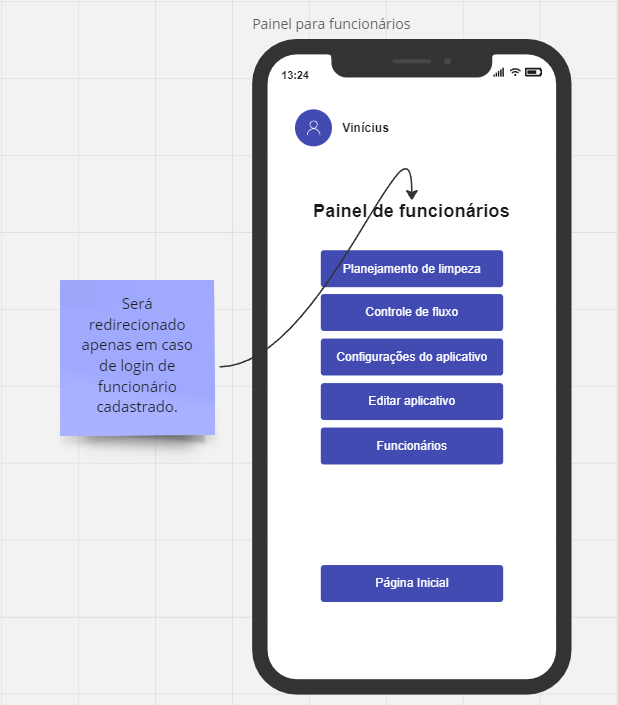 Painel para funcionários
13:24
Vinícius
Painel de funcionários
Planejamento de limpeza
Controle de fluxo
Configurações do aplicativo
Editar aplicativo
Funcionários
Página Inicial
Será
redirecionado
apenas em caso
de login de
funcionário
cadastrado.